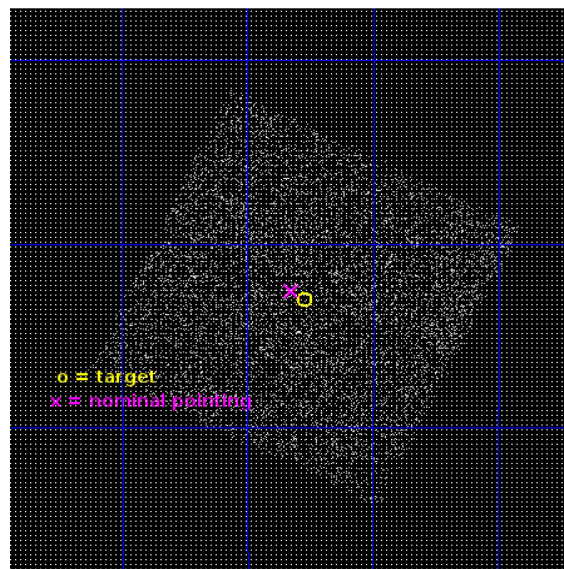 o = target
x = nominal pointing